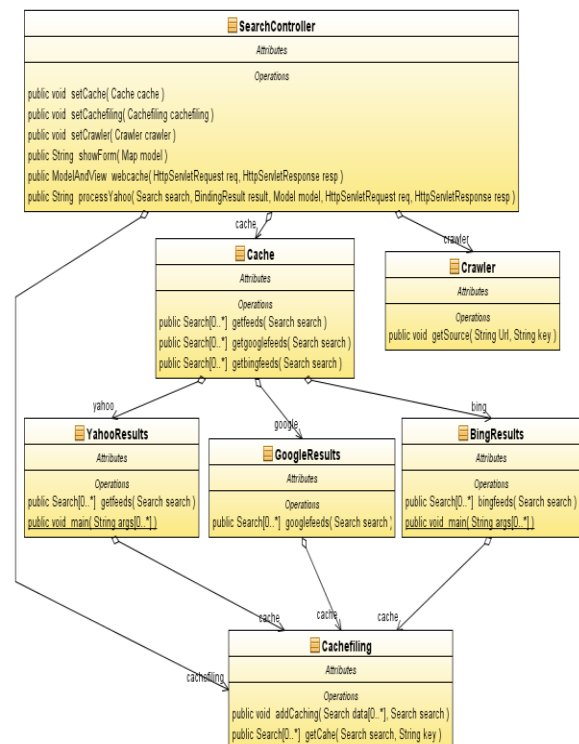 SearchController
Attributes
Operations
public void setCache( Cache cache )
public void setCachefiling( Cachefiling cachefiling )
public void setCrawler( Crawler crawler )
public String showForm( Map model )
public ModelAndView webcache( HttpServletRequest req, HttpServletResponse resp )
public String processYahoo( Search search, BindingResult result, Model model, HttpServletRequest req, HttpServletResponse resp )
cache
crawler
Cache
Attributes
Operations
public Search[0..*] getfeeds( Search search )
public Search[0..*] getgooglefeeds( Search search )
public Search[0..*] getbingfeeds( Search search )
Crawler
Attributes
Operations
public void getSource( String Url, String key )
yahoo
google
bing
YahooResults
Attributes
Operations
public Search[0..*] getfeeds( Search search )
public void main( String args[0..*] )
GoogleResults
Attributes
Operations
public Search[0..*] googlefeeds( Search search )
BingResults
Attributes
Operations
public Search[0..*] bingfeeds( Search search )
public void main( String args[0..*] )
cache
cache
cache
cachefiling
Cachefiling
Attributes
Operations
public void addCaching( Search data[0..*], Search search )
public Search[0..*] getCahe( Search search, String key )